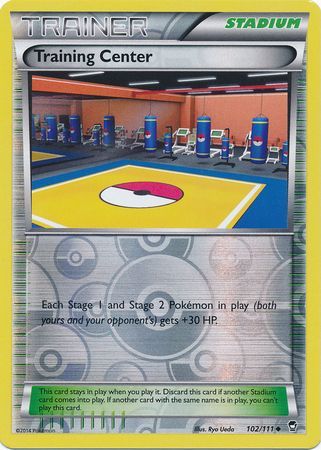 TRAINER STADIUM
Training Center
Each Stage 1 and Stage 2 Pokémon in play (both
yours and your opponent's) gets +30 HP.
This card stays in play when you play it. Discard this card if another Stadium
card comes into play. If another card with the same name is in play, you can't
play this card.
©2014 Pokémon Illus. Ryo Ueda 102/111